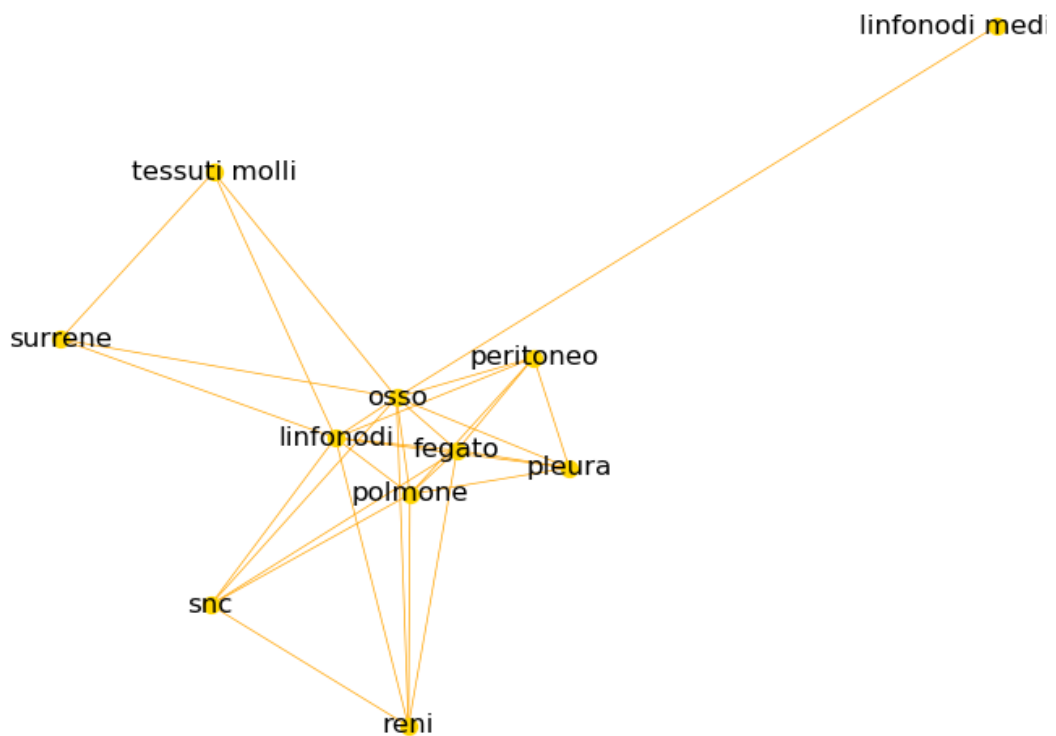 linfonodi medi
tessuti molli
surrene
peritoneo
osso
linfonodi
fegato
pleura
polmone
snc
reni